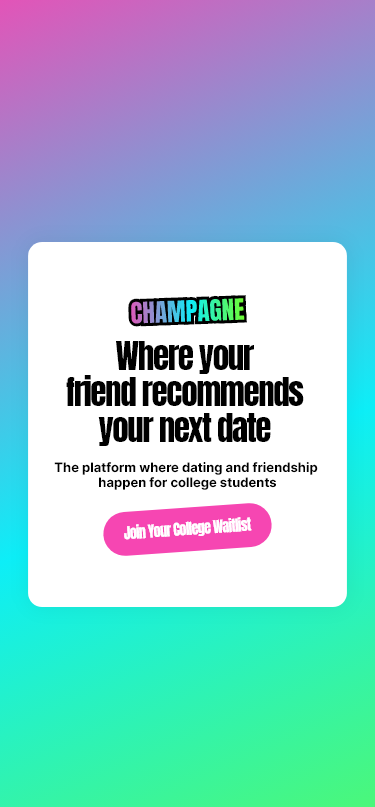 CHAMPAGNE
Where your
friend recommends
your next date
The platform where dating and friendship
happen for college students
Join Your College Waitlist